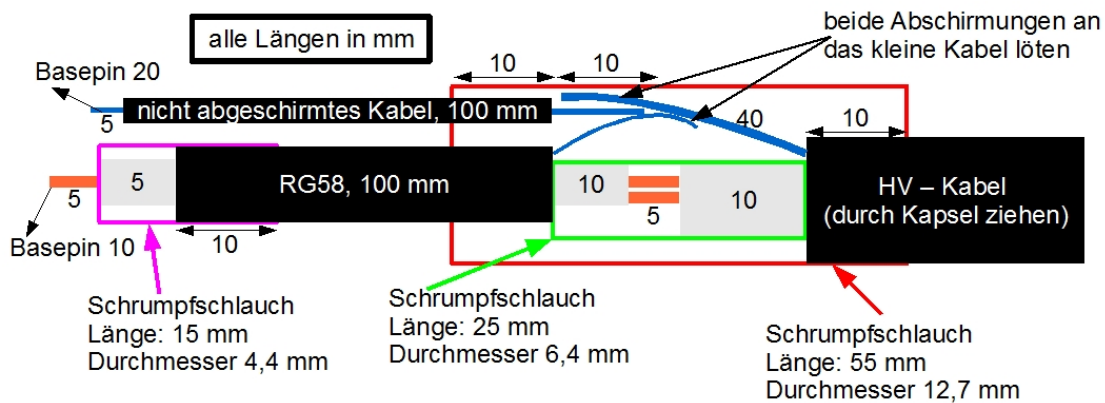 beide Abschirmungen an
das kleine Kabel löten
alle Längen in mm
10
10
Basepin 20
nicht abgeschirmtes Kabel, 100 mm
5
40
10
5
RG58, 100 mm
10
10
HV – Kabel
(durch Kapsel ziehen)
5
5
Basepin 10
10
Schrumpfschlauch
Länge: 15 mm
Durchmesser 4,4 mm
Schrumpfschlauch
Länge: 25 mm
Durchmesser 6,4 mm
Schrumpfschlauch
Länge: 55 mm
Durchmesser 12,7 mm